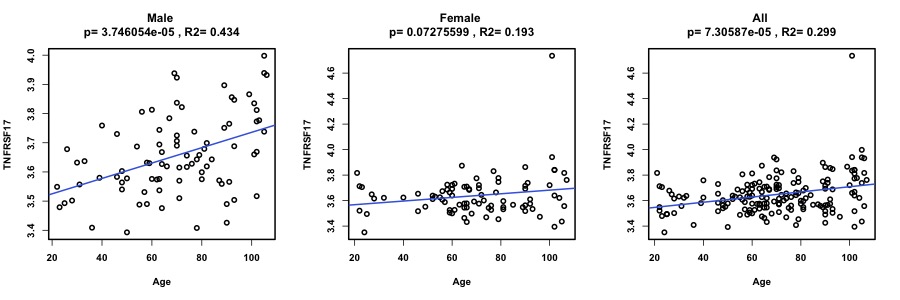 Male
p= 3.746054e-05 , R2= 0.434
TNFRSF17
4.0
3.9
3.8
3.7
3.6
3.5
3.4
20 40 60 80 100
Age
Female
p= 0.07275599 , R2= 0.193
TNFRSF17
4.6
4.4
4.2
4.0
3.8
3.6
3.4
20 40 60 80 100
Age
All
p= 7.30587e-05 , R2= 0.299
TNFRSF17
4.6
4.4
4.2
4.0
3.8
3.6
3.4
20 40 60 80 100
Age